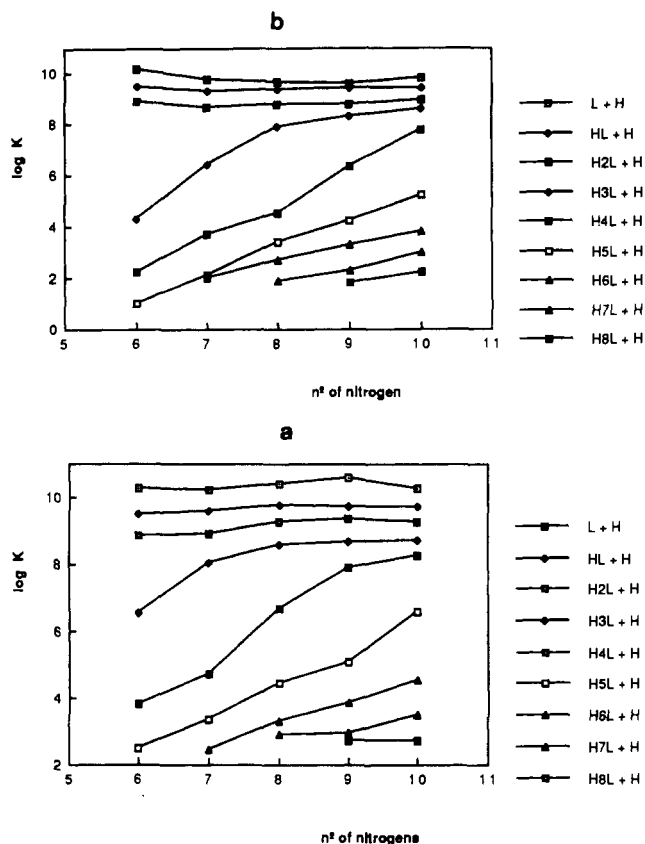 b
10
8
6
4
2
0
log K
5 6 7 8 9 10 11
nº of nitrogen
L + H
HL + H
H2L + H
H3L + H
H4L + H
H5L + H
H6L + H
H7L + H
H8L + H
a
10
8
6
4
2
log K
5 6 7 8 9 10 11
nº of nitrogens
L + H
HL + H
H2L + H
H3L + H
H4L + H
H5L + H
H6L + H
H7L + H
H8L + H